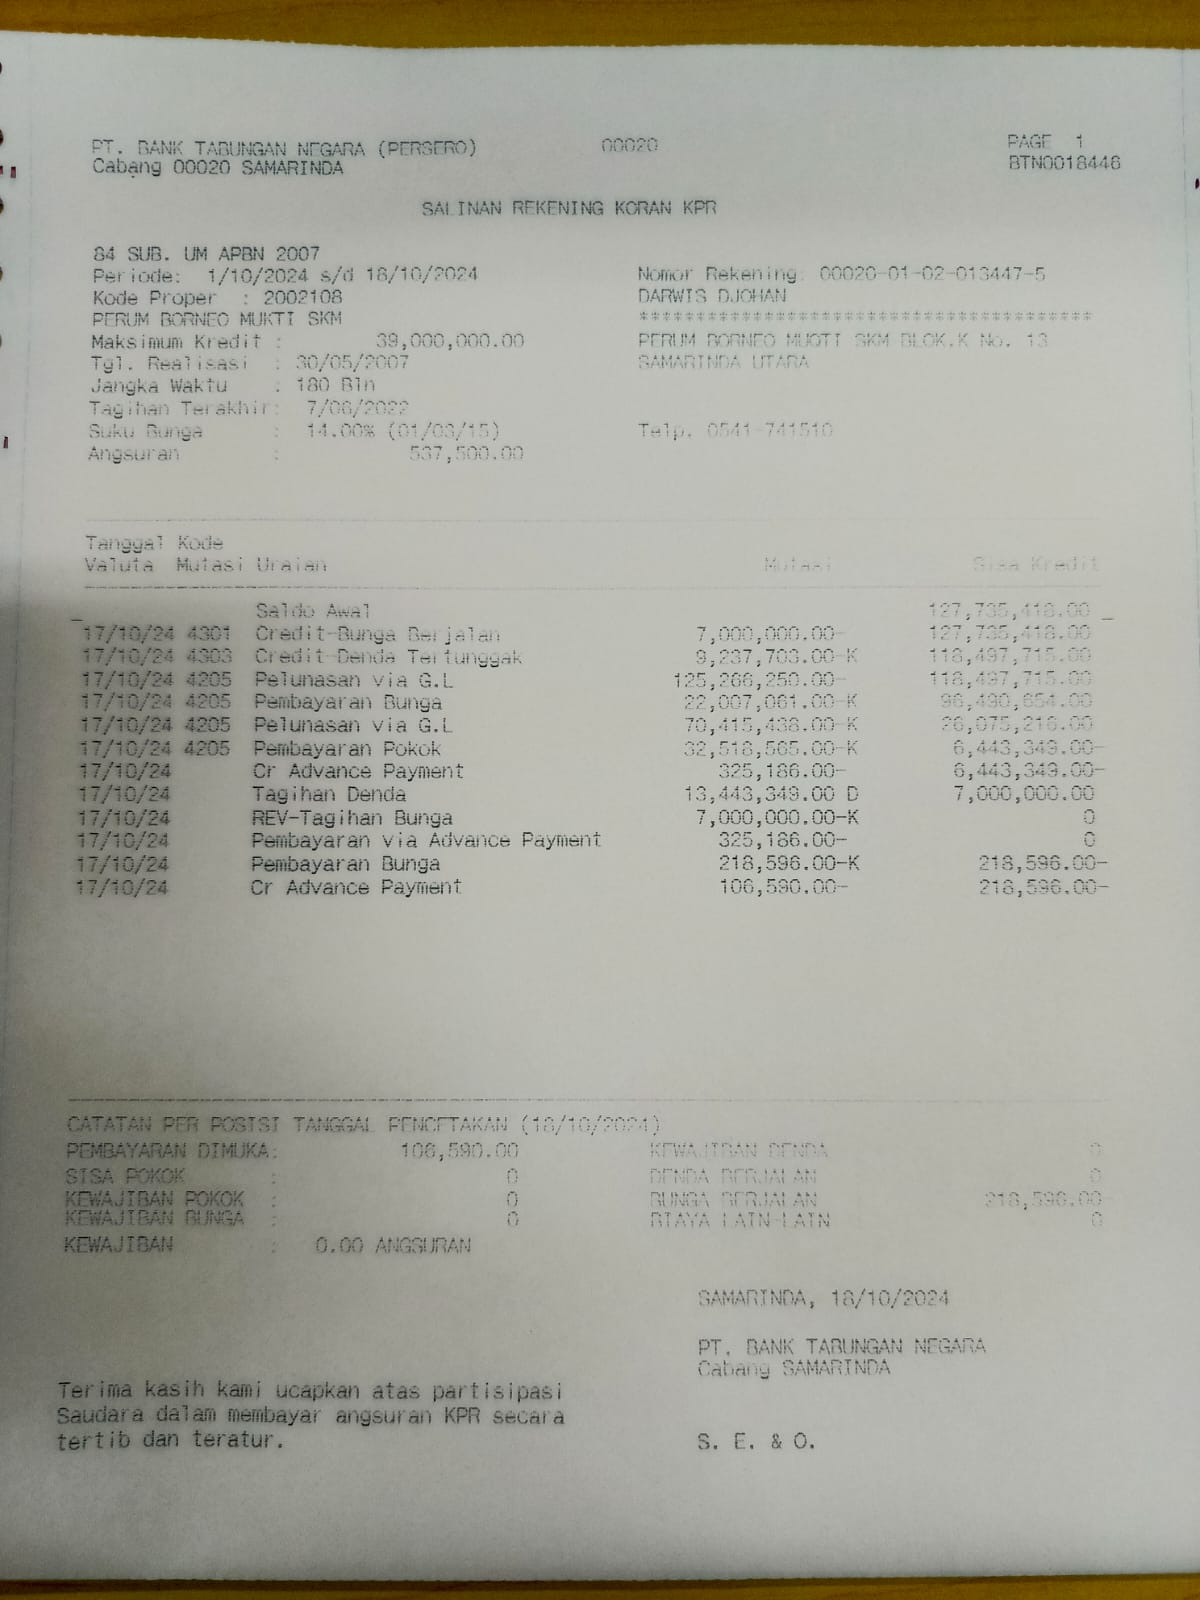 PT. BANK TABUNGAN NEGARA (PERSERO) 00020 PAGE 1
Cabang 00020 SAMARINDA BTN0018446
SALINAN REKENING KORAN KPR
84 SUB. UM APBN 2007
Periode: 1/10/2024 s/d 18/10/2024 Nomor Rekening: 00020-01-02-013447-5
Kode Proper : 2002108 DARWIS DJOHAN
PERUM BORNEO MUKTI SKM ****************************************
Maksimum Kredit : 39,000,000.00 PERUM BORNEO MUQTI SKM BLOK.K No. 13
Tgl. Realisasi : 30/05/2007 SAMARINDA UTARA
Jangka Waktu : 180 Bln
Tagihan Terakhir: 7/06/2022
Suku Bunga : 14.00% (01/03/15) Telp. 0541-741510
Angsuran : 537,500.00
Tanggal Kode
Valuta Mutasi Uraian Mutasi Sisa Kredit
Saldo Awal 127,735,418.00
17/10/24 4301 Credit-Bunga Berjalan 7,000,000.00- 127,735,418.00
17/10/24 4303 Credit-Denda Tertunggak 9,237,703.00-K 118,497,715.00
17/10/24 4205 Pelunasan via G.L 125,266,250.00- 118,497,715.00
17/10/24 4205 Pembayaran Bunga 22,007,061.00-K 96,490,654.00
17/10/24 4205 Pelunasan via G.L 70,415,438.00-K 26,075,216.00
17/10/24 4205 Pembayaran Pokok 32,518,565.00-K 6,443,349.00-
17/10/24 Cr Advance Payment 325,186.00- 6,443,349.00-
17/10/24 Tagihan Denda 13,443,349.00 D 7,000,000.00
17/10/24 REV-Tagihan Bunga 7,000,000.00-K 0
17/10/24 Pembayaran via Advance Payment 325,186.00- 0
17/10/24 Pembayaran Bunga 218,596.00-K 218,596.00-
17/10/24 Cr Advance Payment 106,590.00- 218,596.00-
CATATAN PER POSISI TANGGAL PENCETAKAN (18/10/2024)
PEMBAYARAN DIMUKA: 106,590.00 KEWAJIBAN DENDA 0
SISA POKOK : 0 DENDA BERJALAN 0
KEWAJIBAN POKOK : 0 BUNGA BERJALAN 218,596.00
KEWAJIBAN BUNGA : 0 BIAYA LAIN-LAIN 0
KEWAJIBAN : 0.00 ANGSURAN
SAMARINDA, 18/10/2024
PT. BANK TABUNGAN NEGARA
Cabang SAMARINDA
Terima kasih kami ucapkan atas partisipasi
Saudara dalam membayar angsuran KPR secara
tertib dan teratur. S. E. & O.